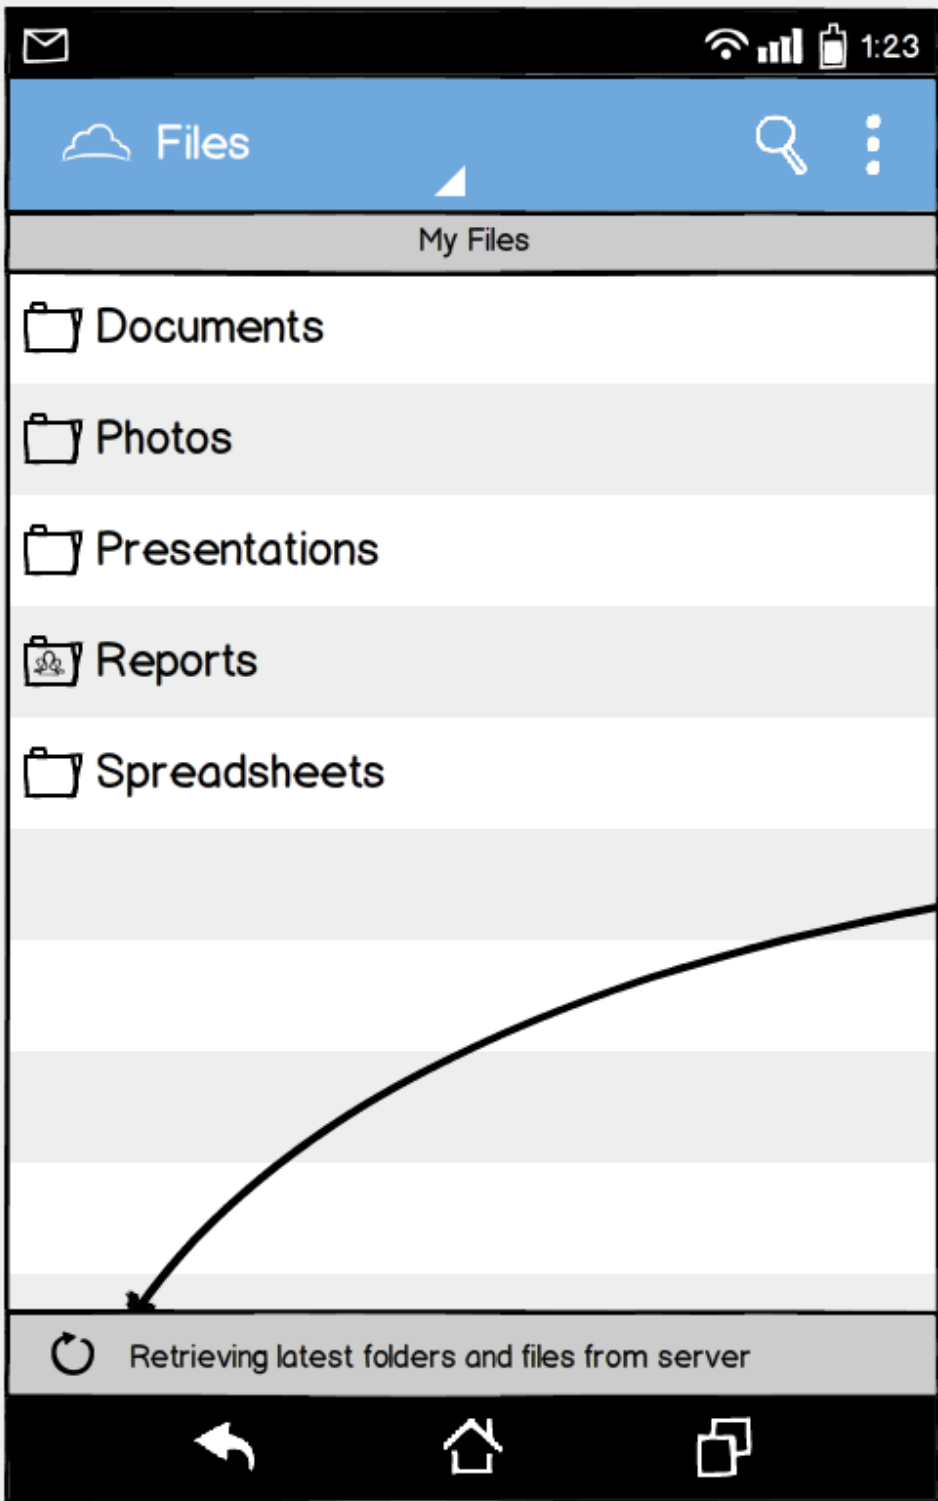 1:23
Files
My Files
Documents
Photos
Presentations
Reports
Spreadsheets
Retrieving latest folders and files from server